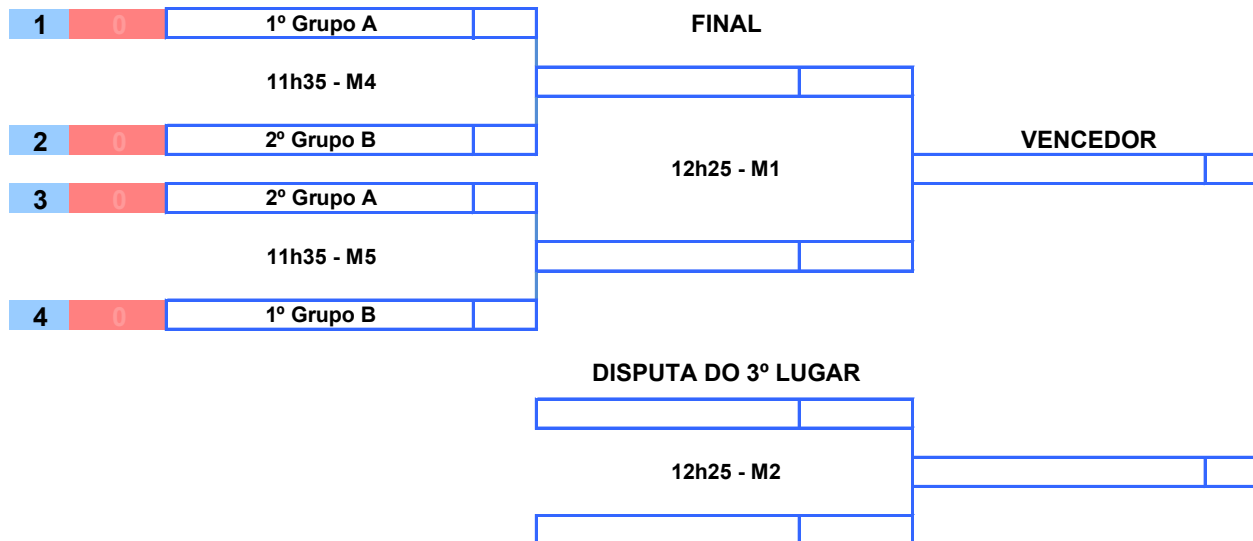 1 0 1º Grupo A FINAL
11h35 - M4
2 0 2º Grupo B VENCEDOR
12h25 - M1
3 0 2º Grupo A
11h35 - M5
4 0 1º Grupo B
DISPUTA DO 3º LUGAR
12h25 - M2